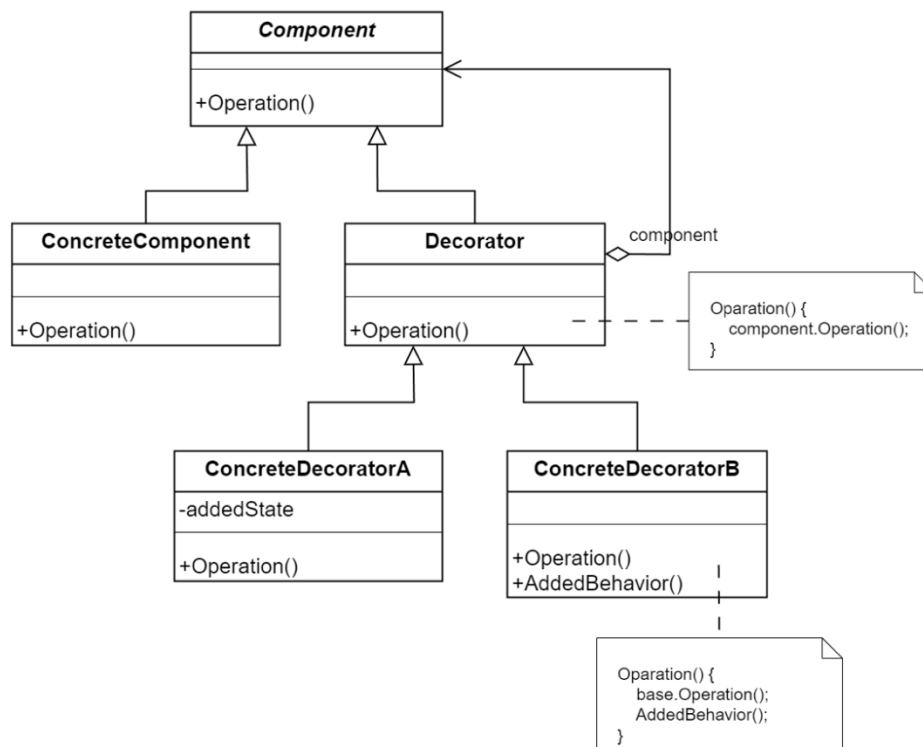 Component
+Operation()
ConcreteComponent
+Operation()
Decorator
+Operation()
component
Oparation() {
component.Operation();
}
ConcreteDecoratorA
-addedState
+Operation()
ConcreteDecoratorB
+Operation()
+AddedBehavior()
Oparation() {
base.Operation();
AddedBehavior();
}